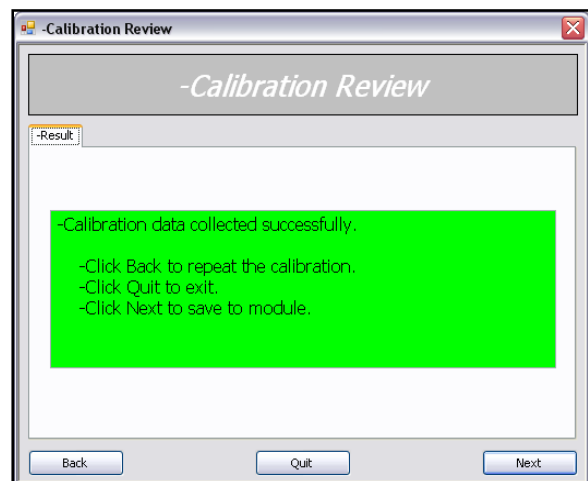 -Calibration Review
-Calibration Review
-Result
-Calibration data collected successfully.
-Click Back to repeat the calibration.
-Click Quit to exit.
-Click Next to save to module.
Back
Quit
Next